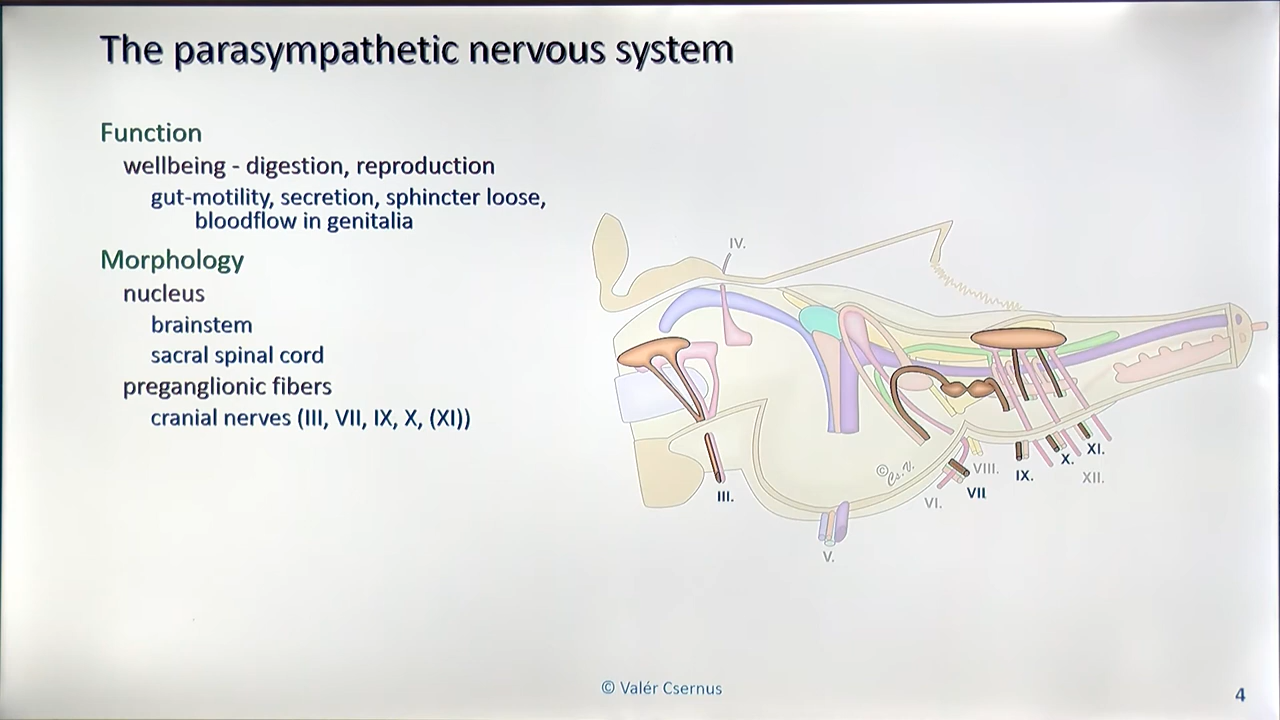 The parasympathetic nervous system
Function
wellbeing - digestion, reproduction
gut-motility, secretion, sphincter loose,
bloodflow in genitalia
Morphology
nucleus
brainstem
sacral spinal cord
preganglionic fibers
cranial nerves (III, VII, IX, X, (XI))
IV.
III.
V.
VI.
VII
VIII.
IX.
X.
XI.
XII.
©Cs.V.
© Valér Csernus
4